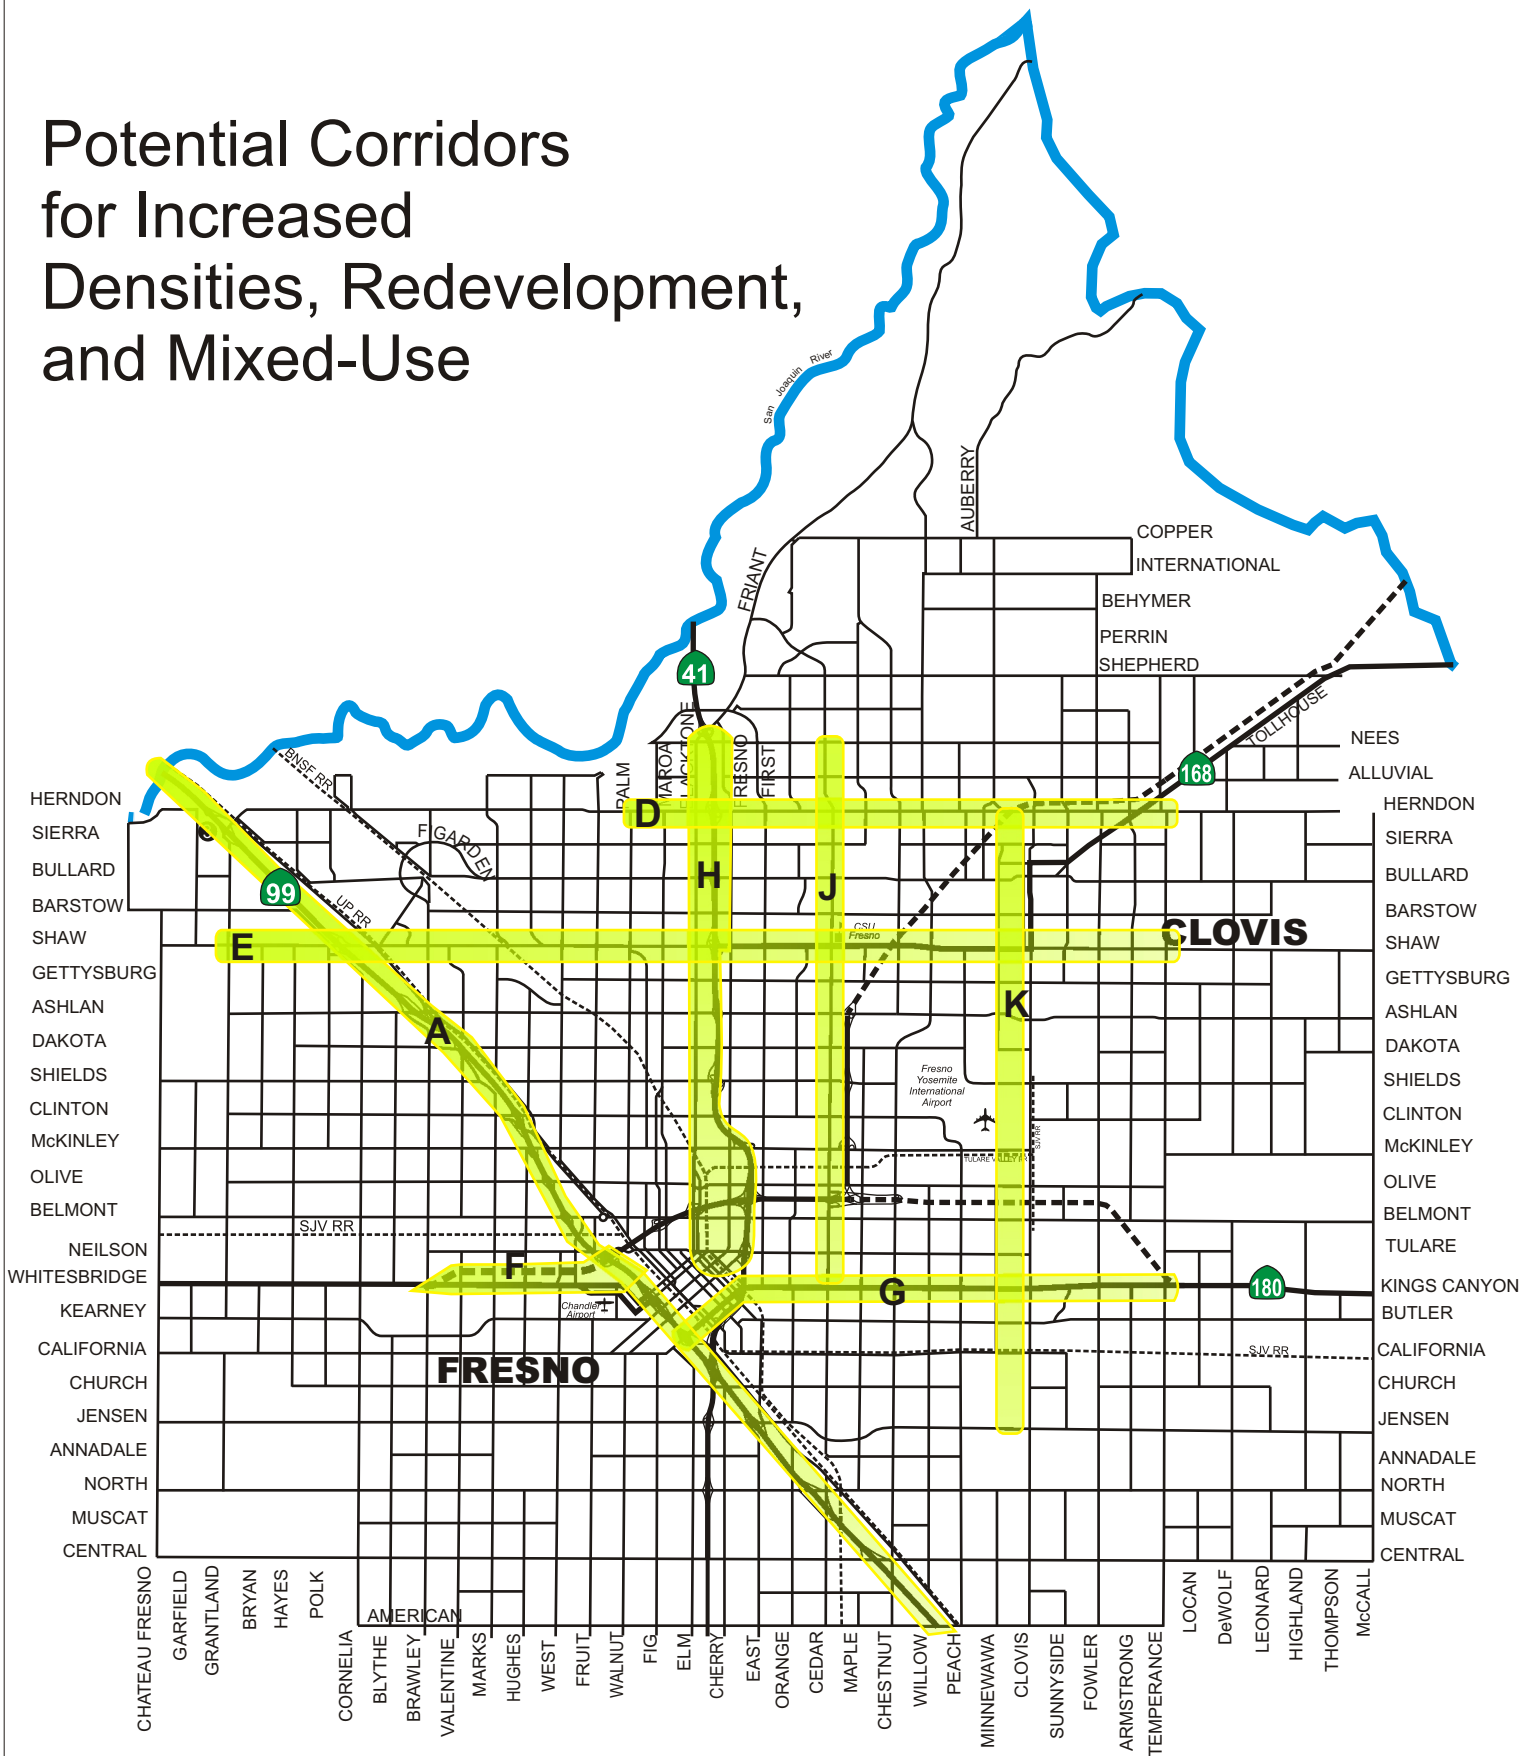 Potential Corridors
for Increased
Densities, Redevelopment,
and Mixed-Use
San Joaquin River
AUBERRY
COPPER
INTERNATIONAL
FRIANT
BEHYMER
PERRIN
SHEPHERD
41
TOLLHOUSE
NEES
168
ALLUVIAL
BNSF RR
PALM
MAROA
BLACKTONE
FRESNO
FIRST
HERNDON
D
HERNDON
SIERRA
FIGARDEN
SIERRA
BULLARD
99
H
J
BULLARD
BARSTOW
UP RR
BARSTOW
SHAW
E
CSU
Fresno
CLOVIS
SHAW
GETTYSBURG
GETTYSBURG
ASHLAN
A
K
ASHLAN
DAKOTA
DAKOTA
SHIELDS
Fresno
Yosemite
International
Airport
SHIELDS
CLINTON
CLINTON
McKINLEY
SJV RR
McKINLEY
TULARE VALLEY RR
OLIVE
OLIVE
BELMONT
BELMONT
SJV RR
NEILSON
TULARE
WHITESBRIDGE
F
G
180
KINGS CANYON
KEARNEY
Chandler
Airport
BUTLER
CALIFORNIA
SJV RR
CALIFORNIA
FRESNO
CHURCH
CHURCH
JENSEN
JENSEN
ANNADALE
ANNADALE
NORTH
NORTH
MUSCAT
MUSCAT
CENTRAL
CENTRAL
AMERICAN
CHATEAU FRESNO
GARFIELD
GRANTLAND
BRYAN
HAYES
POLK
CORNELIA
BLYTHE
BRAWLEY
VALENTINE
MARKS
HUGHES
WEST
FRUIT
WALNUT
FIG
ELM
CHERRY
EAST
ORANGE
CEDAR
MAPLE
CHESTNUT
WILLOW
PEACH
MINNEWAWA
CLOVIS
SUNNYSIDE
FOWLER
ARMSTRONG
TEMPERANCE
LOCAN
DeWOLF
LEONARD
HIGHLAND
THOMPSON
McCALL